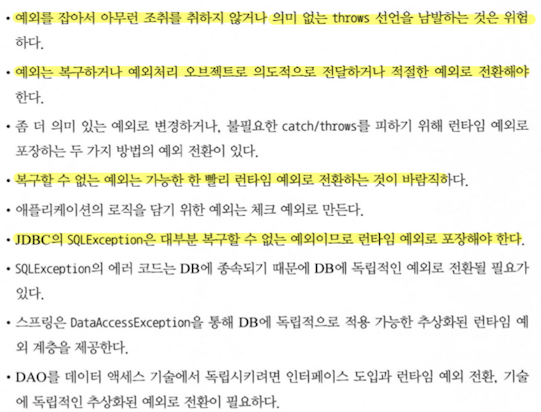 • 예외를 잡아서 아무런 조취를 취하지 않거나 의미 없는 throws 선언을 남발하는 것은 위험
하다.
• 예외는 복구하거나 예외처리 오브젝트로 의도적으로 전달하거나 적절한 예외로 전환해야
한다.
• 좀 더 의미 있는 예외로 변경하거나, 불필요한 catch/throws를 피하기 위해 런타임 예외로
포장하는 두 가지 방법의 예외 전환이 있다.
• 복구할 수 없는 예외는 가능한 한 빨리 런타임 예외로 전환하는 것이 바람직하다.
• 애플리케이션의 로직을 담기 위한 예외는 체크 예외로 만든다.
• JDBC의 SQLException은 대부분 복구할 수 없는 예외이므로 런타임 예외로 포장해야 한다.
• SQLException의 에러 코드는 DB에 종속되기 때문에 DB에 독립적인 예외로 전환될 필요가
있다.
• 스프링은 DataAccessException을 통해 DB에 독립적으로 적용 가능한 추상화된 런타임 예
외 계층을 제공한다.
• DAO를 데이터 액세스 기술에서 독립시키려면 인터페이스 도입과 런타임 예외 전환, 기술
에 독립적인 추상화된 예외로 전환이 필요하다.